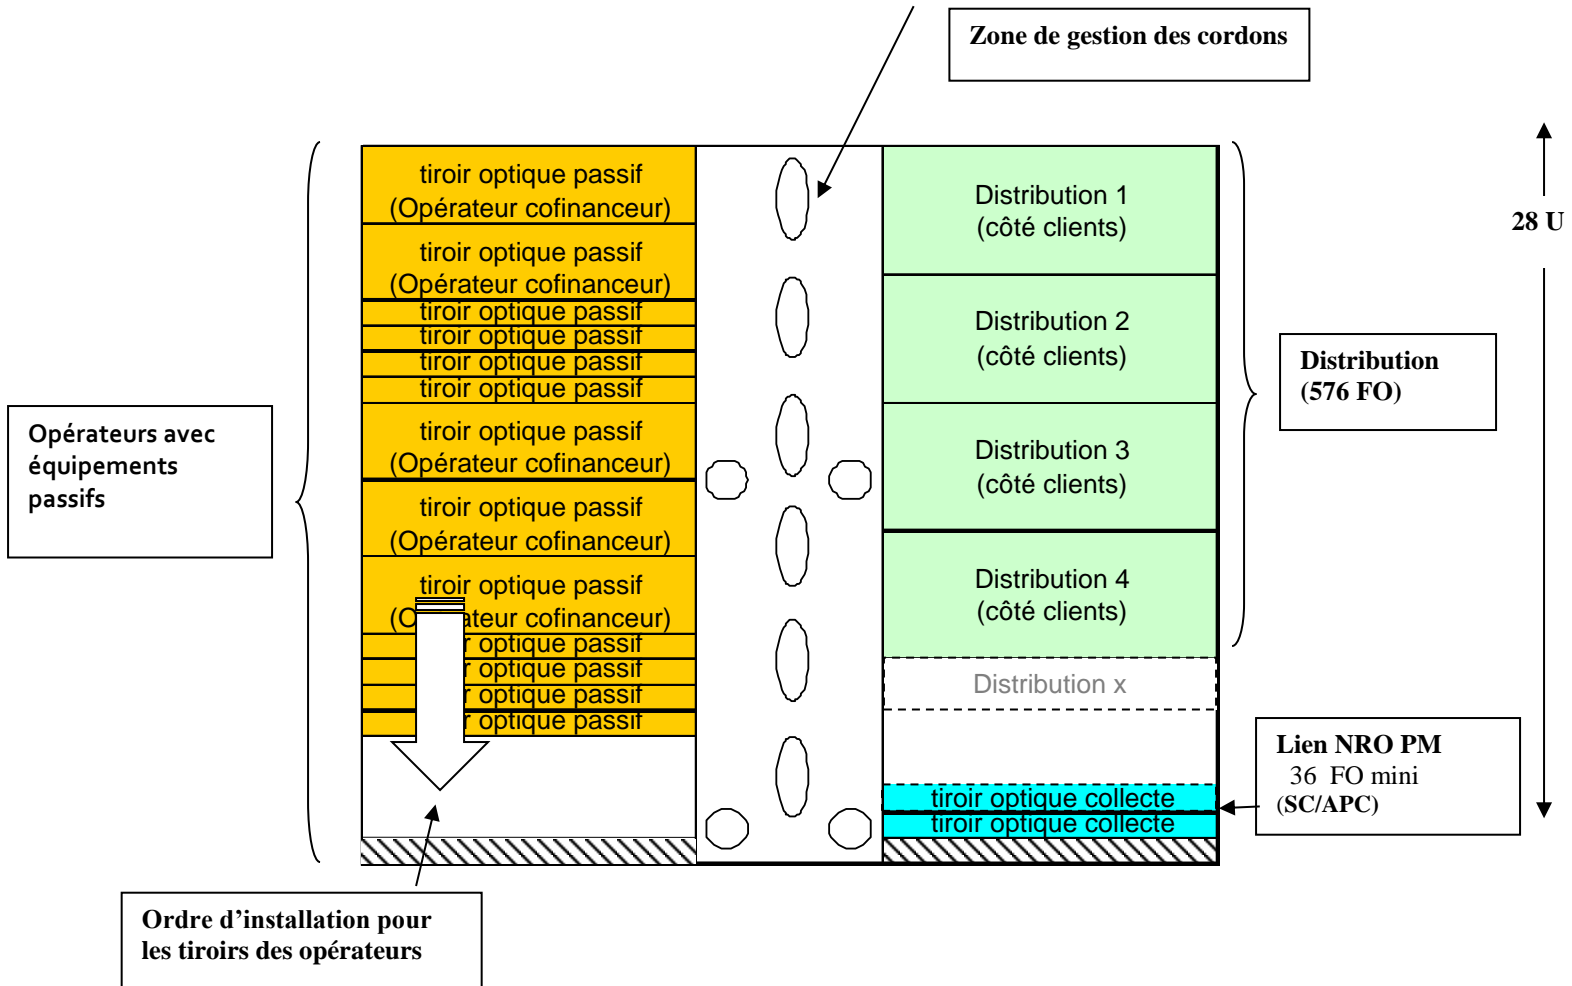 Zone de gestion des cordons
28 U
tiroir optique passif
(Opérateur cofinanceur)
tiroir optique passif
(Opérateur cofinanceur)
tiroir optique passif
tiroir optique passif
tiroir optique passif
tiroir optique passif
tiroir optique passif
(Opérateur cofinanceur)
tiroir optique passif
(Opérateur cofinanceur)
tiroir optique passif
(O ateur cofinanceur)
r optique passif
r optique passif
r optique passif
r optique passif
Distribution 1
(côté clients)
Distribution 2
(côté clients)
Distribution 3
(côté clients)
Distribution 4
(côté clients)
Distribution x
tiroir optique collecte
tiroir optique collecte
Opérateurs avec
équipements
passifs
Distribution
(576 FO)
Lien NRO PM
36 FO mini
(SC/APC)
Ordre d’installation pour
les tiroirs des opérateurs